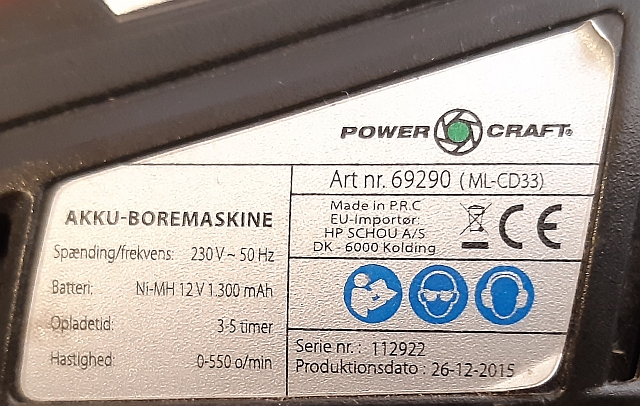 POWER CRAFT®
Art nr. 69290 (ML-CD33)
AKKU-BOREMASKINE
Spænding/frekvens: 230 V ~ 50 Hz
Batteri: Ni-MH 12 V 1.300 mAh
Opladetid: 3-5 timer
Hastighed: 0-550 o/min
Made in P.R.C
EU-Importør:
HP SCHOU A/S
DK - 6000 Kolding
CE
Serie nr.: 112922
Produktionsdato : 26-12-2015